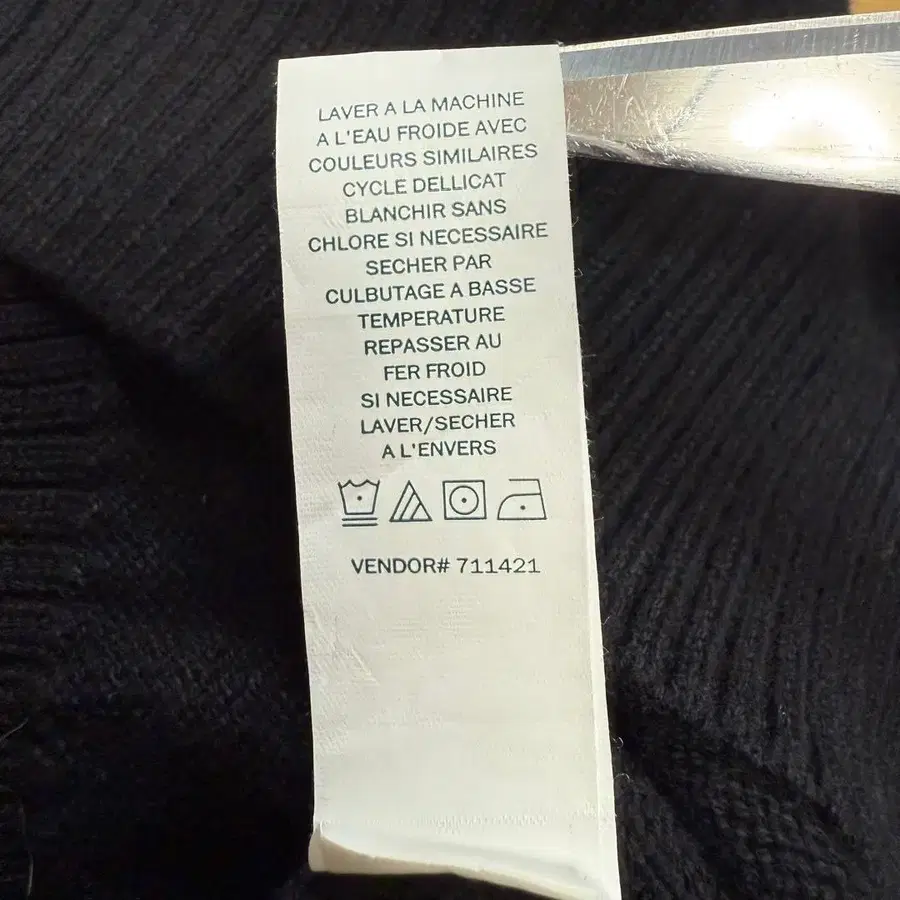 LAVER A LA MACHINE
A L'EAU FROIDE AVEC
COULEURS SIMILAIRES
CYCLE DELLICAT
BLANCHIR SANS
CHLORE SI NECESSAIRE
SECHER PAR
CULBUTAGE A BASSE
TEMPERATURE
REPASSER AU
FER FROID
SI NECESSAIRE
LAVER/SECHER
A L'ENVERS
VENDOR# 711421